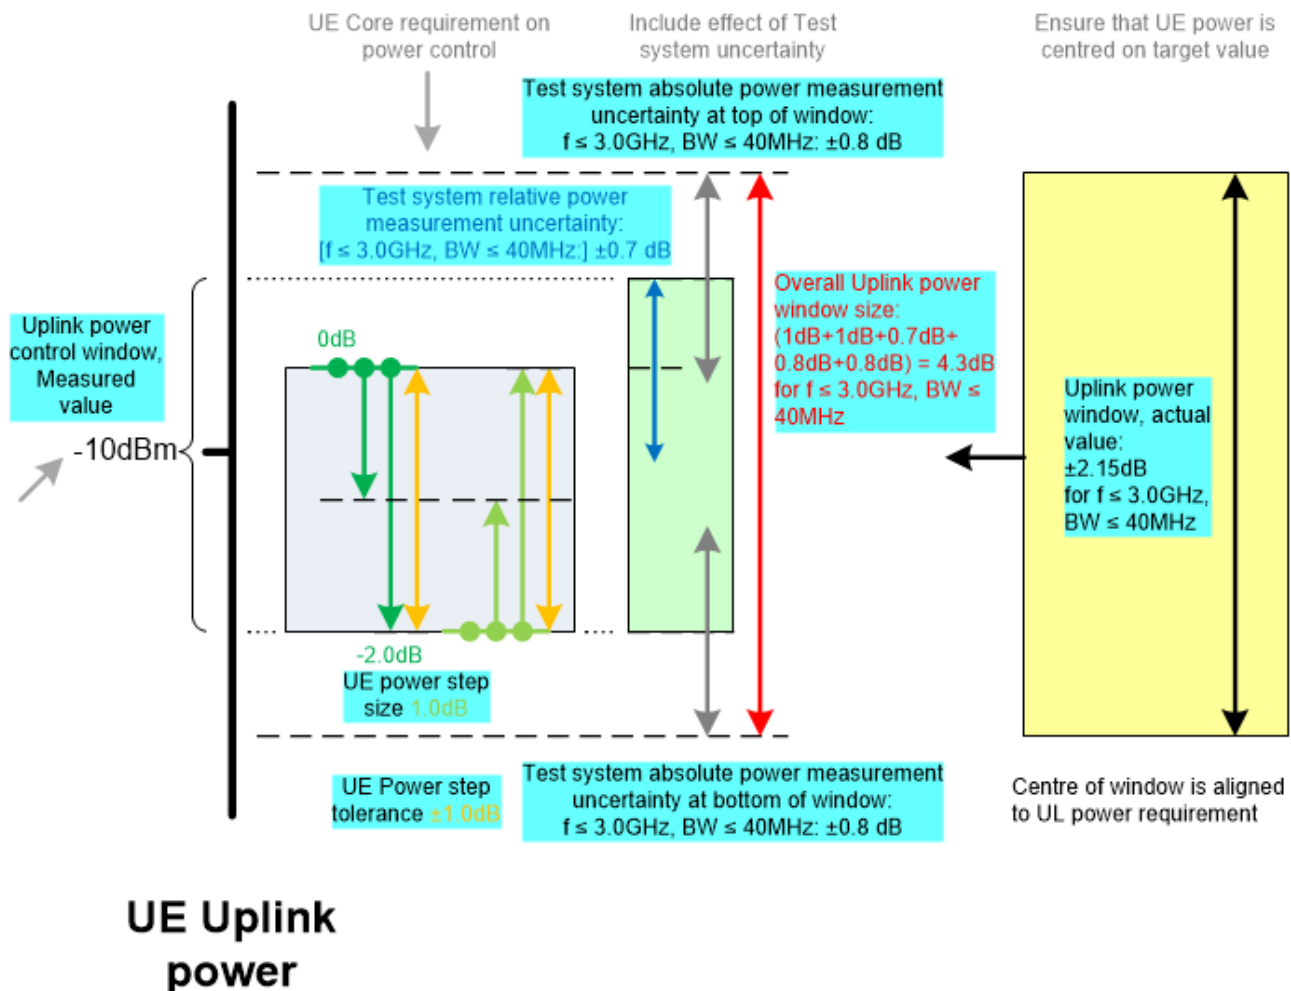 UE Core requirement on
power control
Include effect of Test
system uncertainty
Ensure that UE power is
centred on target value
Test system absolute power measurement
uncertainty at top of window:
f ≤ 3.0GHz, BW ≤ 40MHz: ±0.8 dB
Test system relative power
measurement uncertainty:
[f ≤ 3.0GHz, BW ≤ 40MHz:] ±0.7 dB
Uplink power
control window,
Measured
value
-10dBm
0dB
Overall Uplink power
window size:
(1dB+1dB+0.7dB+
0.8dB+0.8dB) = 4.3dB
for f ≤ 3.0GHz, BW ≤
40MHz
Uplink power
window, actual
value:
±2.15dB
for f ≤ 3.0GHz,
BW ≤ 40MHz
-2.0dB
UE power step
size 1.0dB
UE Power step
tolerance ±1.0dB
Test system absolute power measurement
uncertainty at bottom of window:
f ≤ 3.0GHz, BW ≤ 40MHz: ±0.8 dB
Centre of window is aligned
to UL power requirement
UE Uplink
power